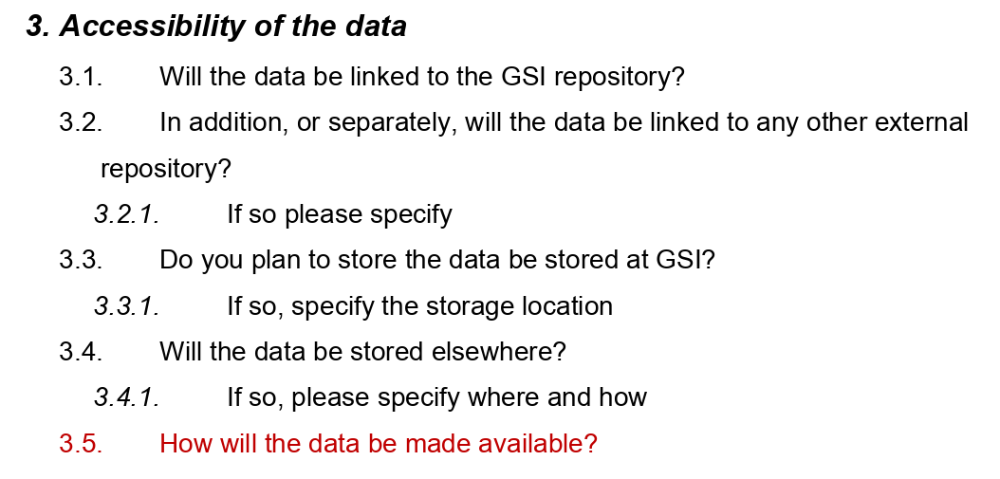 3. Accessibility of the data
3.1. Will the data be linked to the GSI repository?
3.2. In addition, or separately, will the data be linked to any other external
repository?
3.2.1. If so please specify
3.3. Do you plan to store the data be stored at GSI?
3.3.1. If so, specify the storage location
3.4. Will the data be stored elsewhere?
3.4.1. If so, please specify where and how
3.5. How will the data be made available?